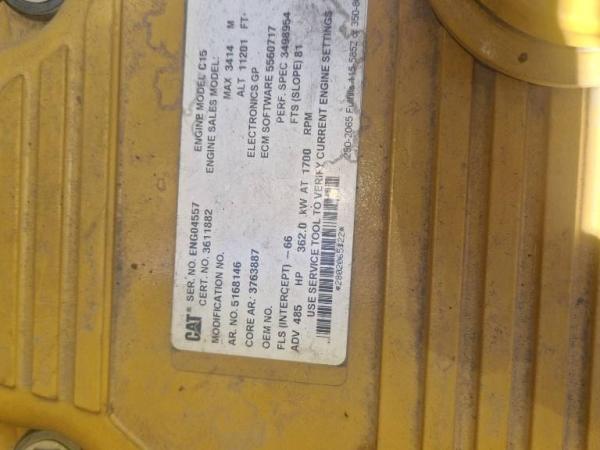 CAT® SER. NO. ENG04557 ENGINE MODEL C15
CERT. NO. 3611882 ENGINE SALES MODEL:
MODIFICATION NO. MAX 3414 M
AR. NO. 5168146 ALT 11201 FT.
CORE AR: 3763887 ELECTRONICS GP
OEM NO. ECM SOFTWARE 5560717
FLS (INTERCEPT) -66 PERF. SPEC 3498954
ADV 485 HP 362.0 kW AT 1700 RPM FTS (SLOPE) 81
USE SERVICE TOOL TO VERIFY CURRENT ENGINE SETTINGS
*2802065122*